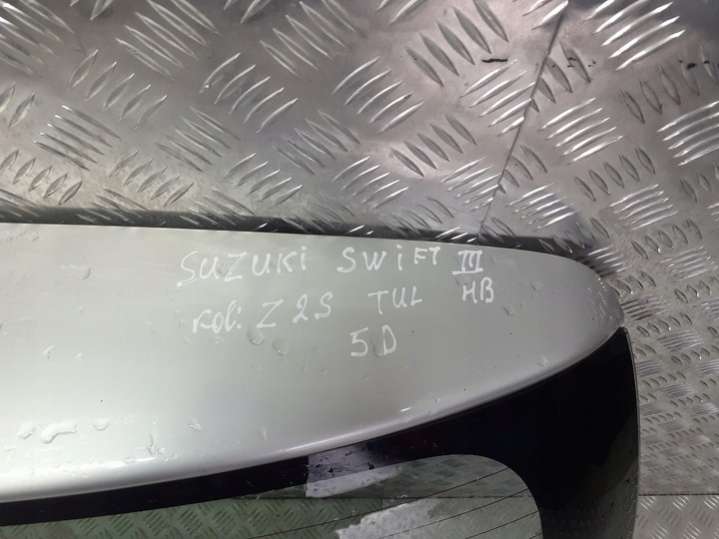 SUZUKI SWiFT III
kol: Z2S TUL HB
5D